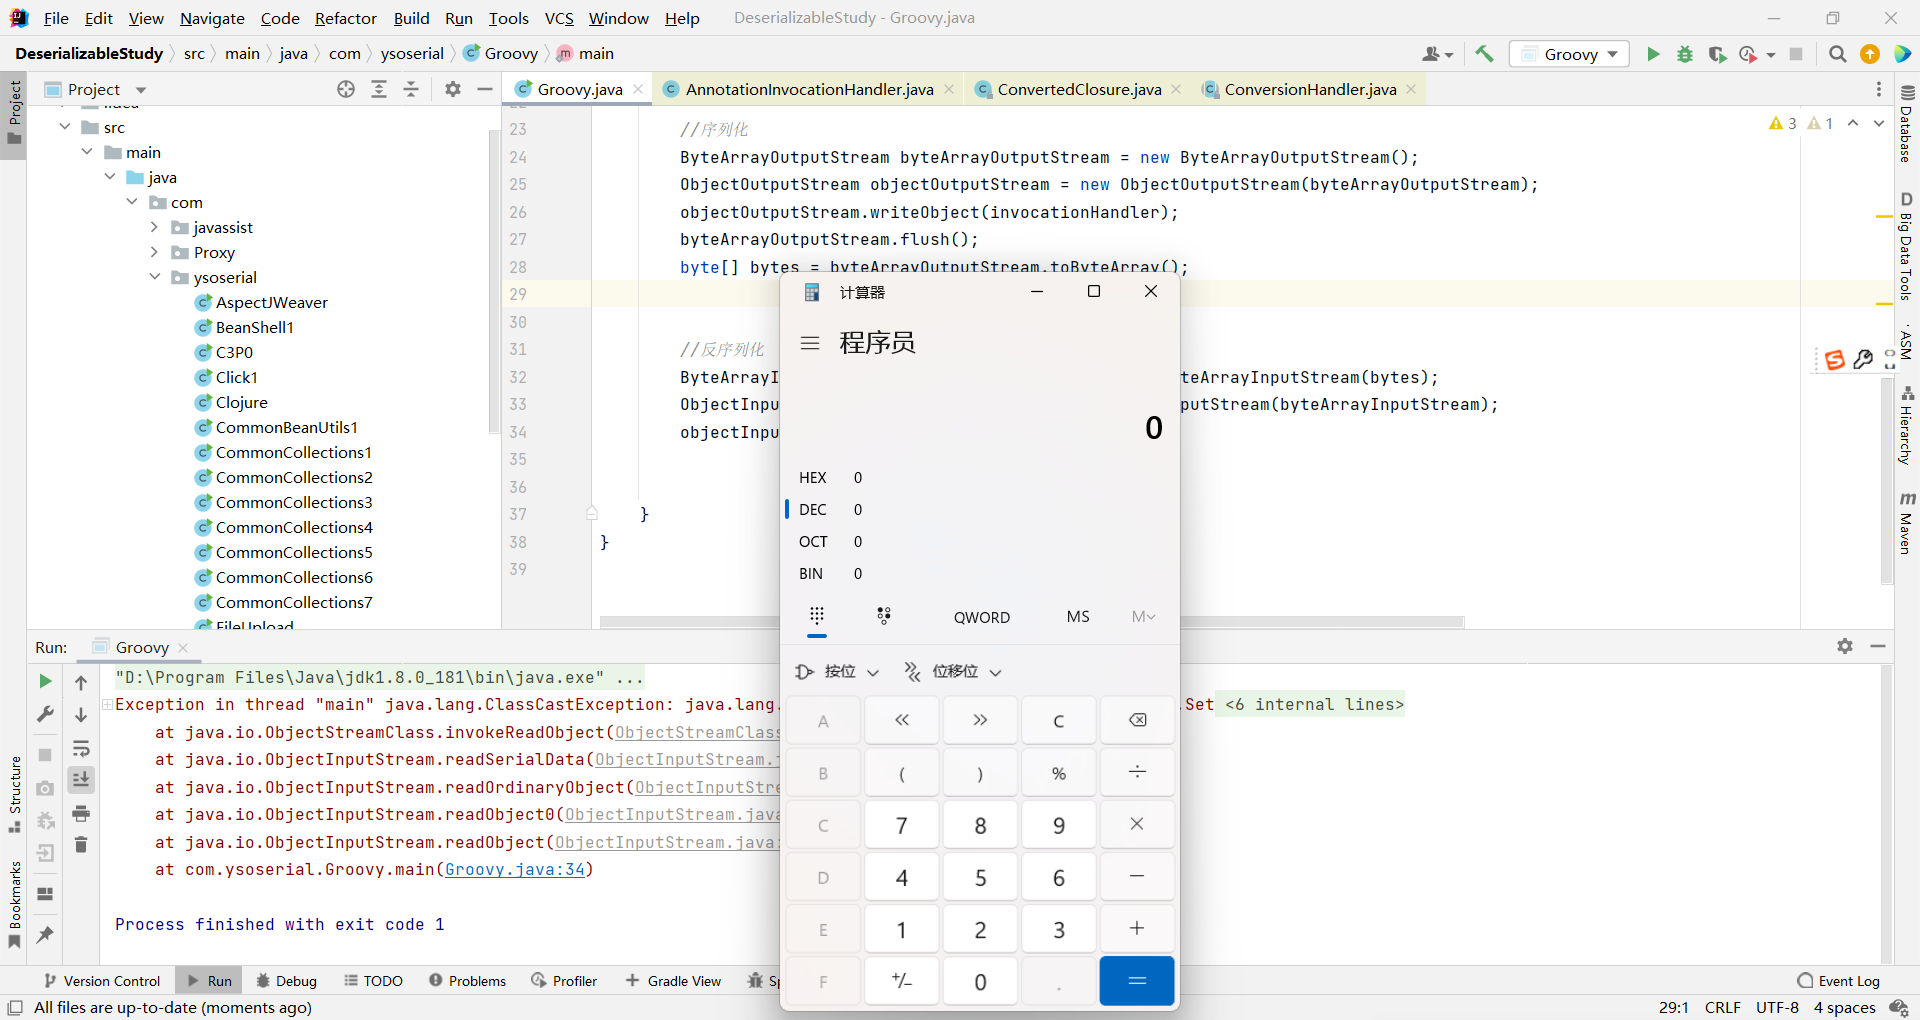 File Edit View Navigate Code Refactor Build Run Tools VCS Window Help DeserializableStudy - Groovy.java
DeserializableStudy src main java com ysoserial Groovy main Groovy
Project
Groovy.java AnnotationInvocationHandler.java ConvertedClosure.java ConversionHandler.java
src
main
java
com
javassist
Proxy
ysoserial
AspectJWeaver
BeanShell1
C3P0
Click1
Clojure
CommonBeanUtils1
CommonCollections1
CommonCollections2
CommonCollections3
CommonCollections4
CommonCollections5
CommonCollections6
CommonCollections7
FileUpload
3 1
23 //序列化
24 ByteArrayOutputStream byteArrayOutputStream = new ByteArrayOutputStream();
25 ObjectOutputStream objectOutputStream = new ObjectOutputStream(byteArrayOutputStream);
26 objectOutputStream.writeObject(invocationHandler);
27 byteArrayOutputStream.flush();
28 byte[] bytes = byteArrayOutputStream.toByteArray();
29
30
31 //反序列化
32 ByteArrayI teArrayInputStream(bytes);
33 ObjectInpu putStream(byteArrayInputStream);
34 objectInpu
35
36
37 }
38 }
39
计算器
程序员
0
HEX 0
DEC 0
OCT 0
BIN 0
QWORD MS M
按位 位移位
A « » C
B ( ) % ÷
C 7 8 9 ×
D 4 5 6 −
E 1 2 3 +
F +/− 0 . =
Run: Groovy
"D:\Program Files\Java\jdk1.8.0_181\bin\java.exe" ...
Exception in thread "main" java.lang.ClassCastException: java.lang. .Set <6 internal lines>
at java.io.ObjectStreamClass.invokeReadObject(ObjectStreamClass
at java.io.ObjectInputStream.readSerialData(ObjectInputStream.
at java.io.ObjectInputStream.readOrdinaryObject(ObjectInputStre
at java.io.ObjectInputStream.readObject0(ObjectInputStream.java
at java.io.ObjectInputStream.readObject(ObjectInputStream.java:
at com.ysoserial.Groovy.main(Groovy.java:34)
Process finished with exit code 1
Project
Structure
Bookmarks
Database
D Big Data Tools
ASM
Hierarchy
m Maven
Version Control Run Debug TODO Problems Profiler Gradle View Sp Event Log
All files are up-to-date (moments ago) 29:1 CRLF UTF-8 4 spaces